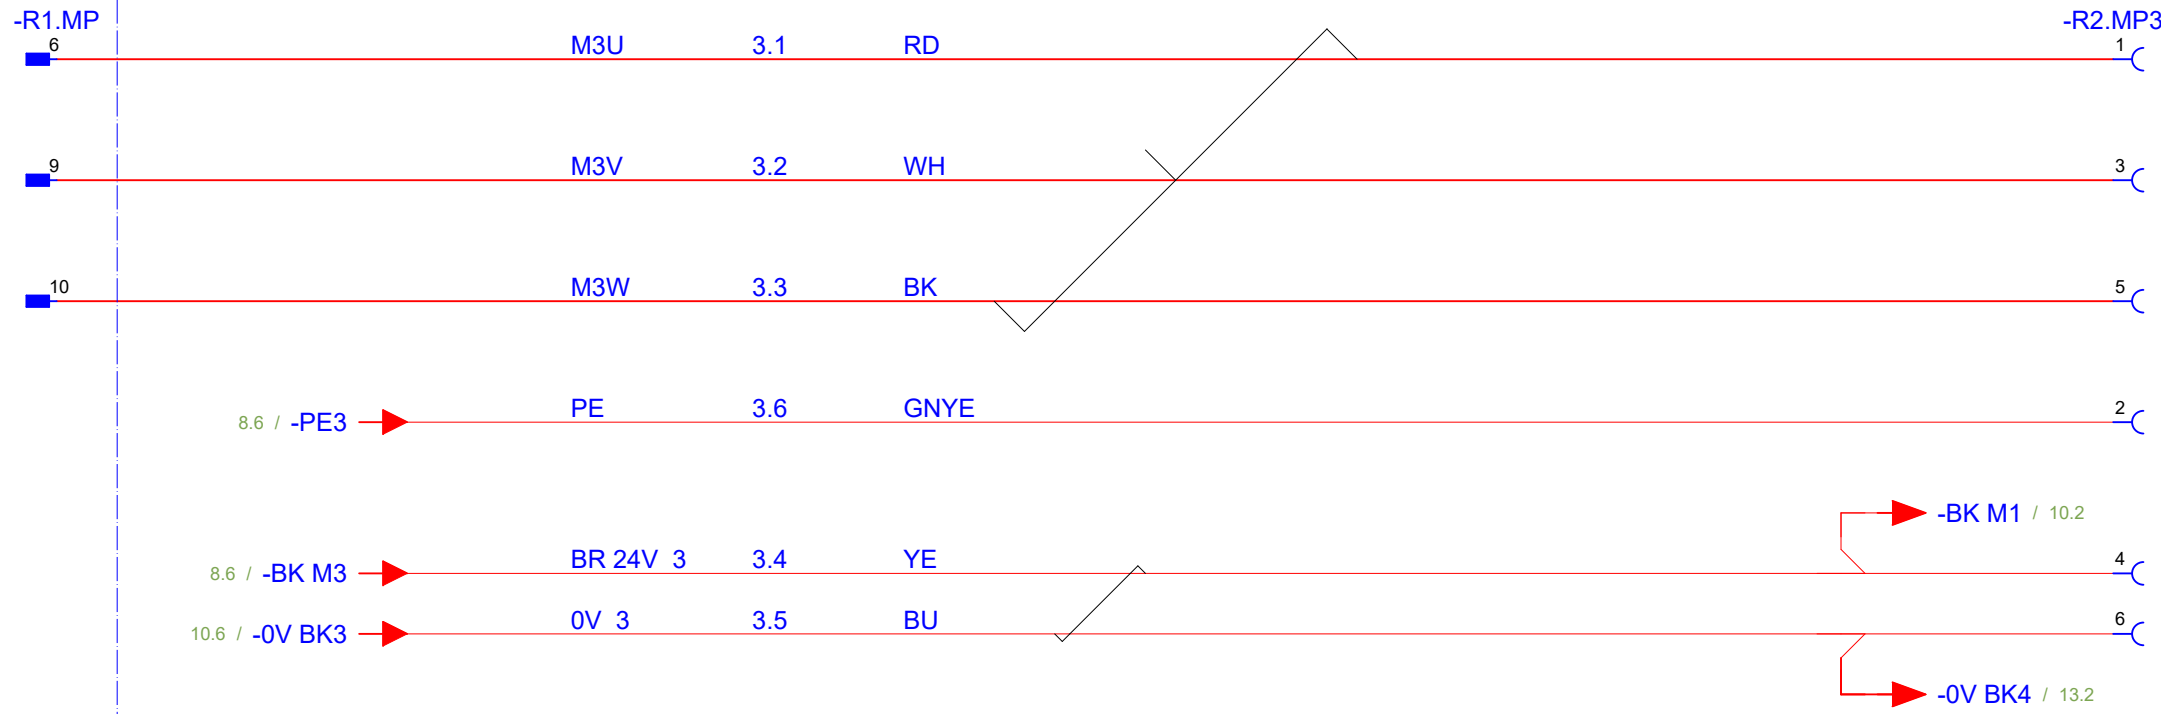 -R1.MP -R2.MP3
6 M3U 3.1 RD 1
9 M3V 3.2 WH 3
10 M3W 3.3 BK 5
8.6 / -PE3 PE 3.6 GNYE 2
-BK M1 / 10.2
8.6 / -BK M3 BR 24V 3 3.4 YE 4
10.6 / -0V BK3 0V 3 3.5 BU 6
-0V BK4 / 13.2